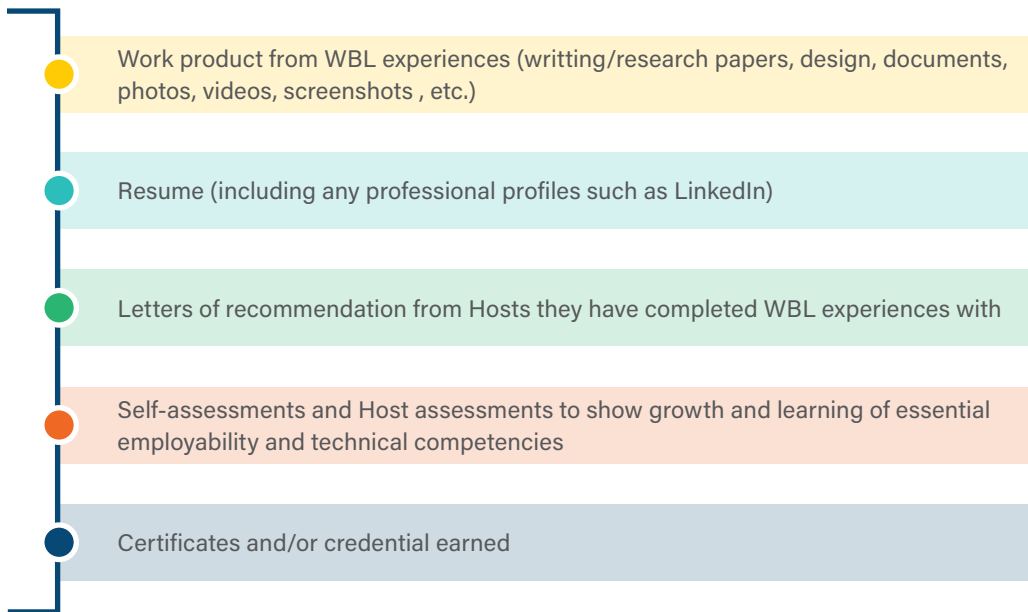 Work product from WBL experiences (writting/research papers, design, documents,
photos, videos, screenshots , etc.)
Resume (including any professional profiles such as LinkedIn)
Letters of recommendation from Hosts they have completed WBL experiences with
Self-assessments and Host assessments to show growth and learning of essential
employability and technical competencies
Certificates and/or credential earned